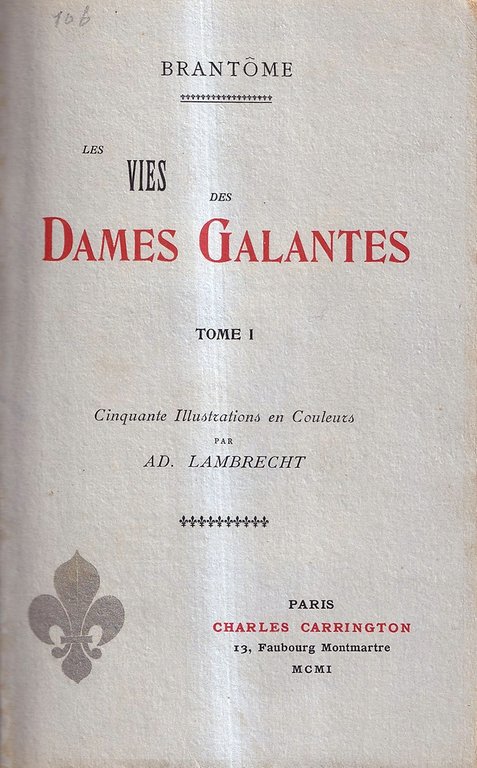 106
BRANTÔME
LES
VIES
DES
DAMES GALANTES
TOME I
Cinquante Illustrations en Couleurs
PAR
AD. LAMBRECHT
PARIS
CHARLES CARRINGTON
13, Faubourg Montmartre
MCMI